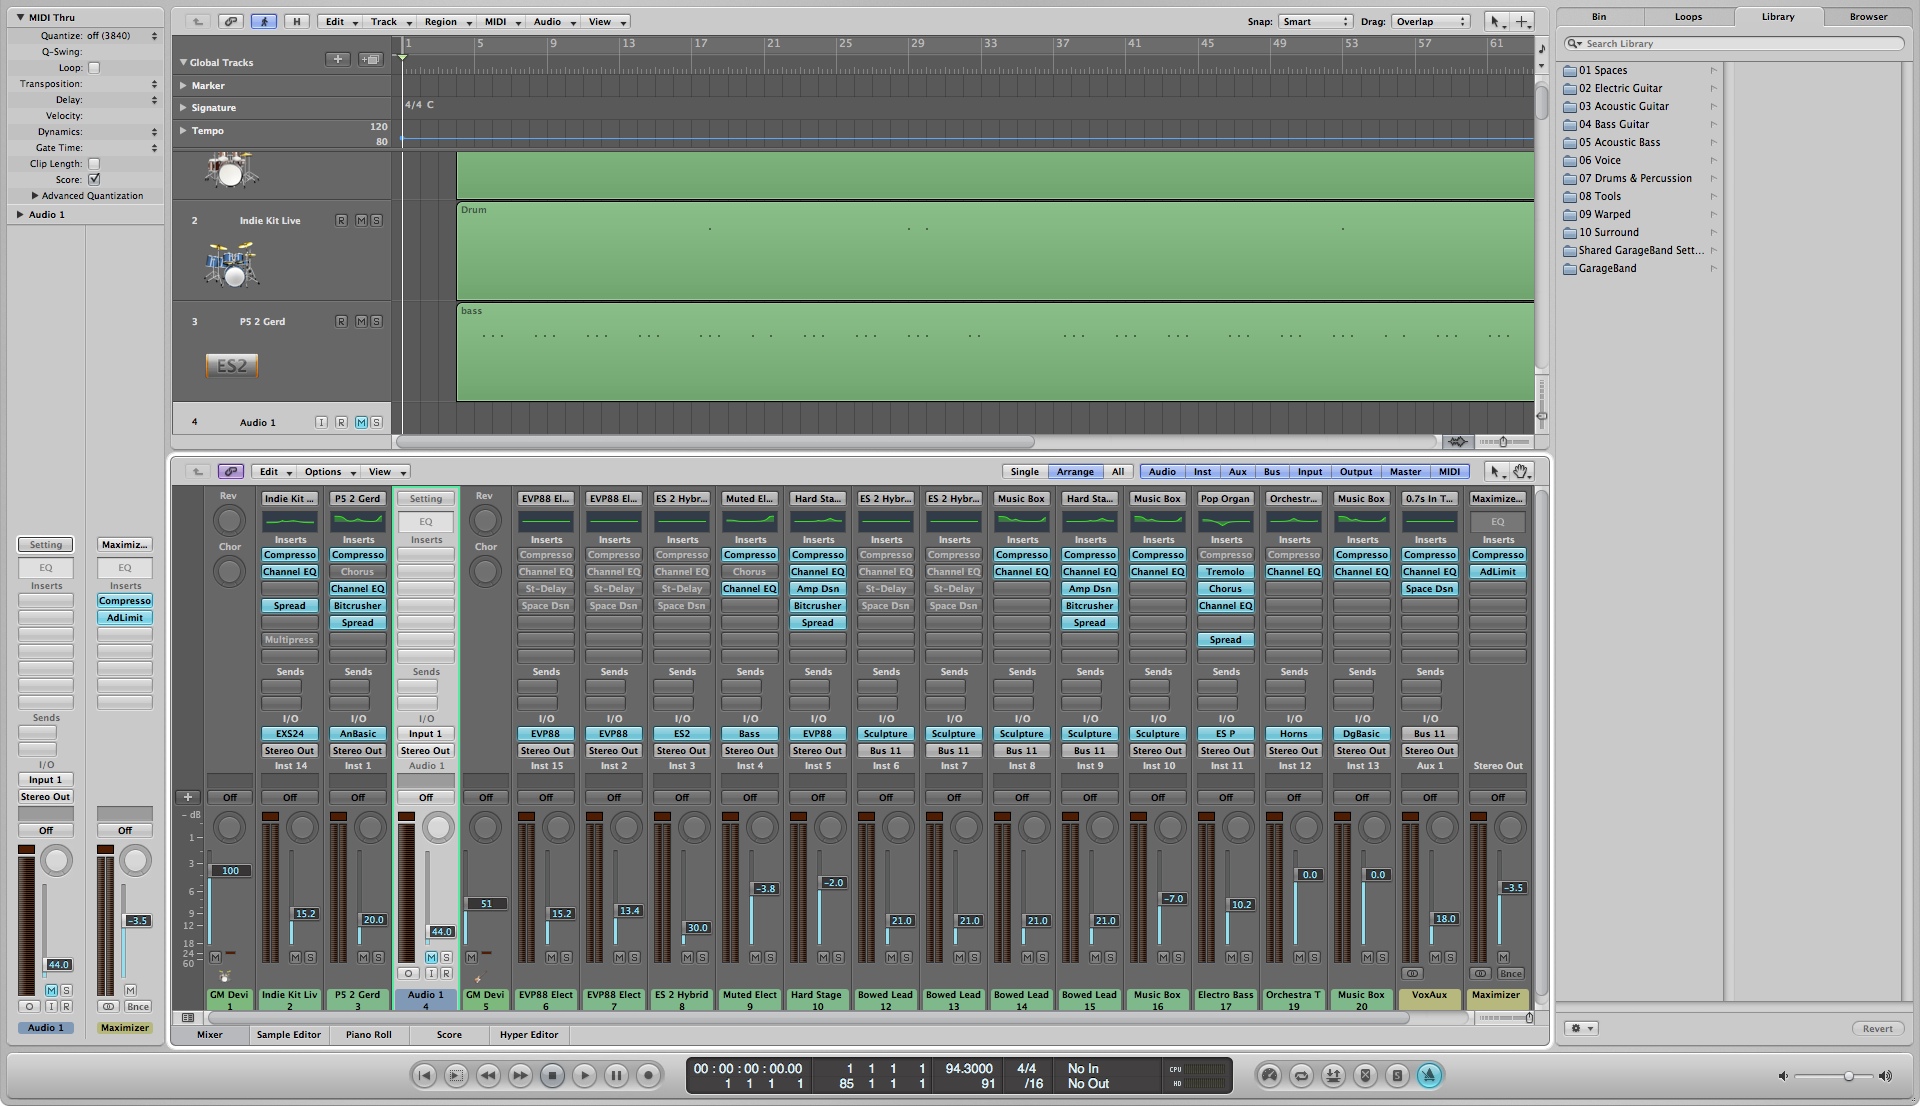 MIDI Thru
Quantize: off (3840)
Q-Swing:
Loop:
Transposition:
Delay:
Velocity:
Dynamics:
Gate Time:
Clip Length:
Score:
Advanced Quantization
Audio 1
H Edit Track Region MIDI Audio View Snap: Smart Drag: Overlap
1 5 9 13 17 21 25 29 33 37 41 45 49 53 57 61
Global Tracks
Marker
Signature
4/4 C
Tempo
120
80
2 Indie Kit Live R M S
Drum
3 P5 2 Gerd R M S
bass
ES2
4 Audio 1 I R M S
Bin Loops Library Browser
Search Library
01 Spaces
02 Electric Guitar
03 Acoustic Guitar
04 Bass Guitar
05 Acoustic Bass
06 Voice
07 Drums & Percussion
08 Tools
09 Warped
10 Surround
Shared GarageBand Sett...
GarageBand
Revert
Setting Maximiz...
EQ EQ
Inserts Inserts
Compresso
AdLimit
Sends
I/O
Input 1
Stereo Out
Off Off
-3.5
44.0
M S M
I R Bnce
Audio 1 Maximizer
Edit Options View Single Arrange All Audio Inst Aux Bus Input Output Master MIDI
Rev Indie Kit ... P5 2 Gerd Setting Rev EVP88 El... EVP88 El... ES 2 Hybr... Muted El... Hard Sta... ES 2 Hybr... ES 2 Hybr... Music Box Hard Sta... Music Box Pop Organ Orchestr... Music Box 0.7s In T... Maximize...
EQ EQ
Chor Inserts Inserts Inserts Chor Inserts Inserts Inserts Inserts Inserts Inserts Inserts Inserts Inserts Inserts Inserts Inserts Inserts Inserts Inserts
Compresso Compresso Compresso Compresso Compresso Compresso Compresso Compresso Compresso Compresso Compresso Compresso Compresso Compresso Compresso Compresso Compresso
Channel EQ Chorus Channel EQ Channel EQ Channel EQ Chorus Channel EQ Channel EQ Channel EQ Channel EQ Channel EQ Channel EQ Tremolo Channel EQ Channel EQ Channel EQ AdLimit
Channel EQ St-Delay St-Delay St-Delay Channel EQ Amp Dsn St-Delay St-Delay Amp Dsn Chorus Space Dsn
Spread Bitcrusher Space Dsn Space Dsn Space Dsn Bitcrusher Space Dsn Space Dsn Bitcrusher Channel EQ
Spread Spread Spread
Multipress Spread
Sends Sends Sends Sends Sends Sends Sends Sends Sends Sends Sends Sends Sends Sends Sends Sends Sends
I/O I/O I/O I/O I/O I/O I/O I/O I/O I/O I/O I/O I/O I/O I/O I/O I/O
EXS24 AnBasic Input 1 EVP88 EVP88 ES2 Bass EVP88 Sculpture Sculpture Sculpture Sculpture Sculpture ES P Horns DgBasic Bus 11
Stereo Out Stereo Out Stereo Out Stereo Out Stereo Out Stereo Out Stereo Out Stereo Out Bus 11 Bus 11 Bus 11 Bus 11 Stereo Out Stereo Out Stereo Out Stereo Out Stereo Out
Inst 14 Inst 1 Audio 1 Inst 15 Inst 2 Inst 3 Inst 4 Inst 5 Inst 6 Inst 7 Inst 8 Inst 9 Inst 10 Inst 11 Inst 12 Inst 13 Aux 1 Stereo Out
Off Off Off Off Off Off Off Off Off Off Off Off Off Off Off Off Off Off Off Off
- dB
1
3
6
9
12
18
24
60
100 15.2 20.0 44.0 51 15.2 13.4 30.0 -3.8 -2.0 21.0 21.0 21.0 21.0 -7.0 10.2 0.0 0.0 18.0 -3.5
M M S M S M S M M S M S M S M S M S M S M S M S M S M S M S M S M S M S M
I R Bnce
GM Devi Indie Kit Liv P5 2 Gerd Audio 1 GM Devi EVP88 Elect EVP88 Elect ES 2 Hybrid Muted Elect Hard Stage Bowed Lead Bowed Lead Bowed Lead Bowed Lead Music Box Electro Bass Orchestra T Music Box VoxAux Maximizer
1 2 3 4 5 6 7 8 9 10 12 13 14 15 16 17 19 20
Mixer Sample Editor Piano Roll Score Hyper Editor
00 : 00 : 00 : 00.00 1 1 1 1 94.3000 4/4 No In CPU
1 1 1 1 85 1 1 1 91 /16 No Out HD
S